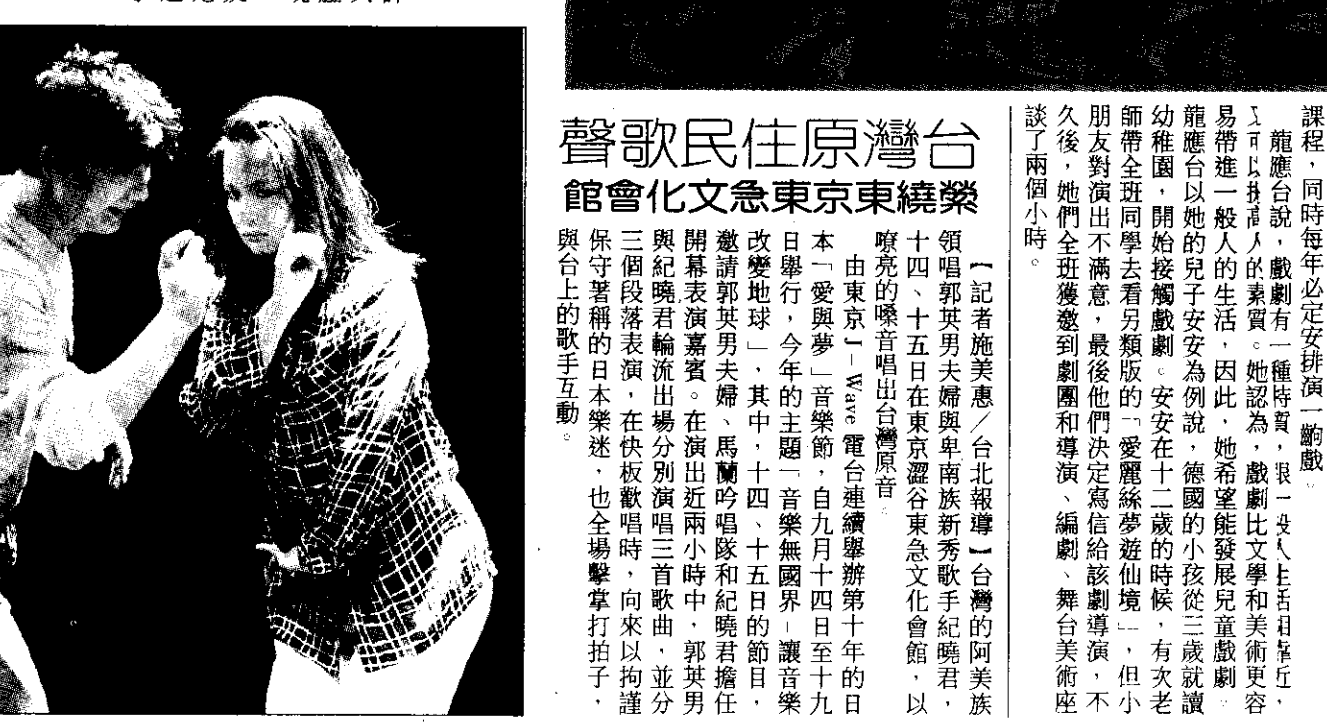 課程，同時每年必定安排演一齣戲。
龍應台說，戲劇有一種特質，跟一般人生活相靠近，
又可以提高人的素質。她認為，戲劇比文學和美術更容
易帶進一般人的生活，因此，她希望能發展兒童戲劇。
龍應台以她的兒子安安為例說，德國的小孩從三歲就讀
幼稚園，開始接觸戲劇。安安在十二歲的時候，有次老
師帶全班同學去看另類版的「愛麗絲夢遊仙境」，但小
朋友對演出不滿意，最後他們決定寫信給該劇導演，不
久後，她們全班獲邀到劇團和導演、編劇、舞台美術座
談了兩個小時。
台灣原住民歌聲
縈繞東京東急文化會館
【記者施美惠／台北報導】台灣的阿美族
領唱郭英男夫婦與卑南族新秀歌手紀曉君，
十四、十五日在東京澀谷東急文化會館，以
嘹亮的嗓音唱出台灣原音。
由東京J－Wave電台連續舉辦第十年的日
本「愛與夢」音樂節，自九月十四日至十九
日舉行，今年的主題「音樂無國界－讓音樂
改變地球」，其中，十四、十五日的節目，
邀請郭英男夫婦、馬蘭吟唱隊和紀曉君擔任
開幕表演嘉賓。在演出近兩小時中，郭英男
與紀曉君輪流出場分別演唱三首歌曲，並分
三個段落表演，在快板歡唱時，向來以拘謹
保守著稱的日本樂迷，也全場擊掌打拍子，
與台上的歌手互動。